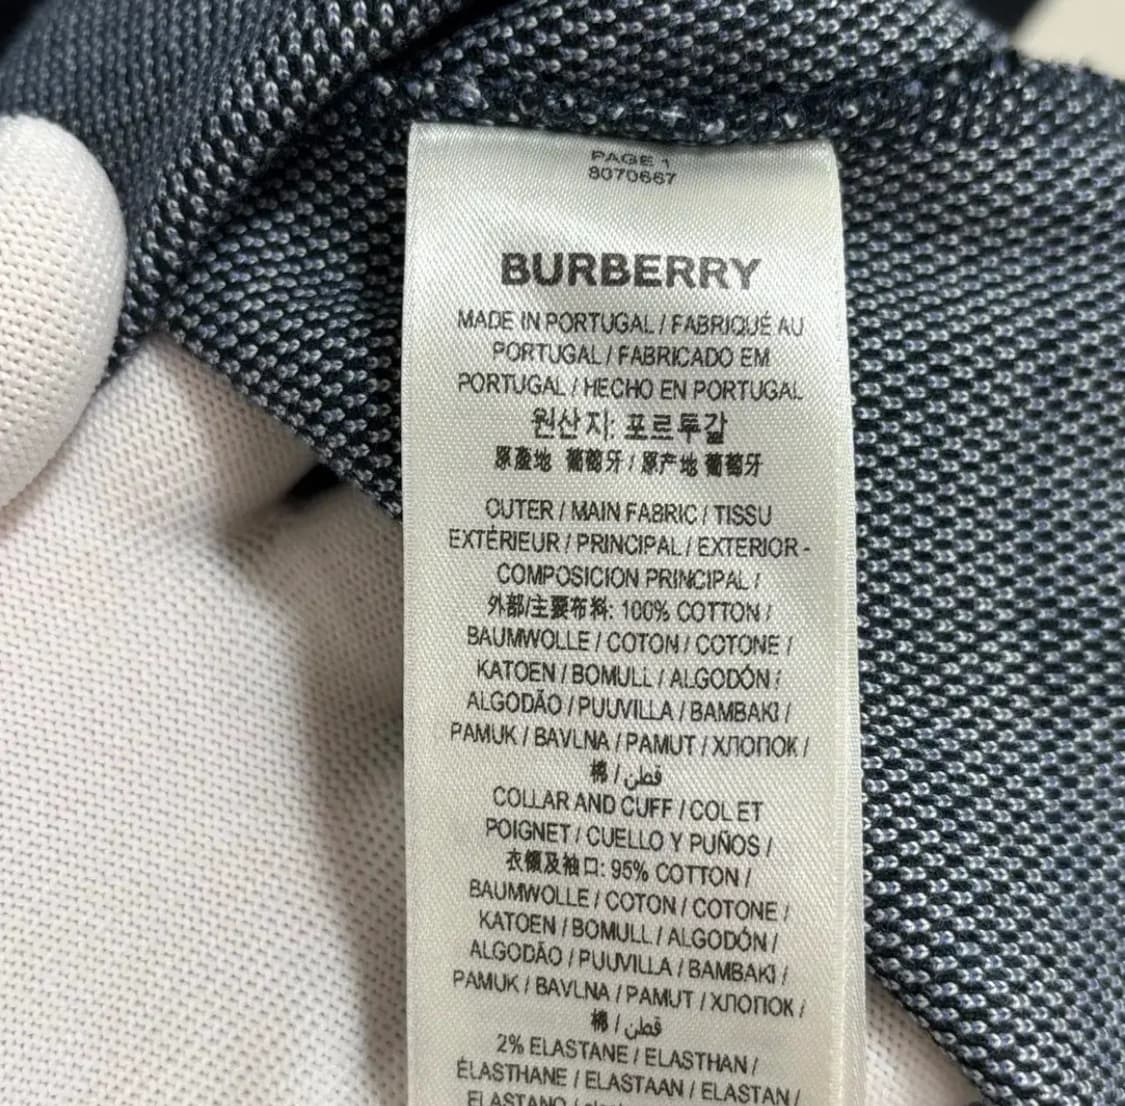 PAGE 1
8070667
BURBERRY
MADE IN PORTUGAL / FABRIQUÉ AU
PORTUGAL / FABRICADO EM
PORTUGAL / HECHO EN PORTUGAL
원산지: 포르투갈
原產地 葡萄牙 / 原产地 葡萄牙
OUTER / MAIN FABRIC / TISSU
EXTÉRIEUR / PRINCIPAL / EXTERIOR -
COMPOSICION PRINCIPAL /
外部/主要布料: 100% COTTON /
BAUMWOLLE / COTON / COTONE /
KATOEN / BOMULL / ALGODÓN /
ALGODÃO / PUUVILLA / BAMBAKI /
PAMUK / BAVLNA / PAMUT / ХЛОПОК /
棉 / قطن
COLLAR AND CUFF / COL ET
POIGNET / CUELLO Y PUÑOS /
衣領及袖口: 95% COTTON /
BAUMWOLLE / COTON / COTONE /
KATOEN / BOMULL / ALGODÓN /
ALGODÃO / PUUVILLA / BAMBAKI /
PAMUK / BAVLNA / PAMUT / ХЛОПОК /
棉 / قطن
2% ELASTANE / ELASTHAN /
ÉLASTHANE / ELASTAAN / ELASTAN /
ELASTANO /